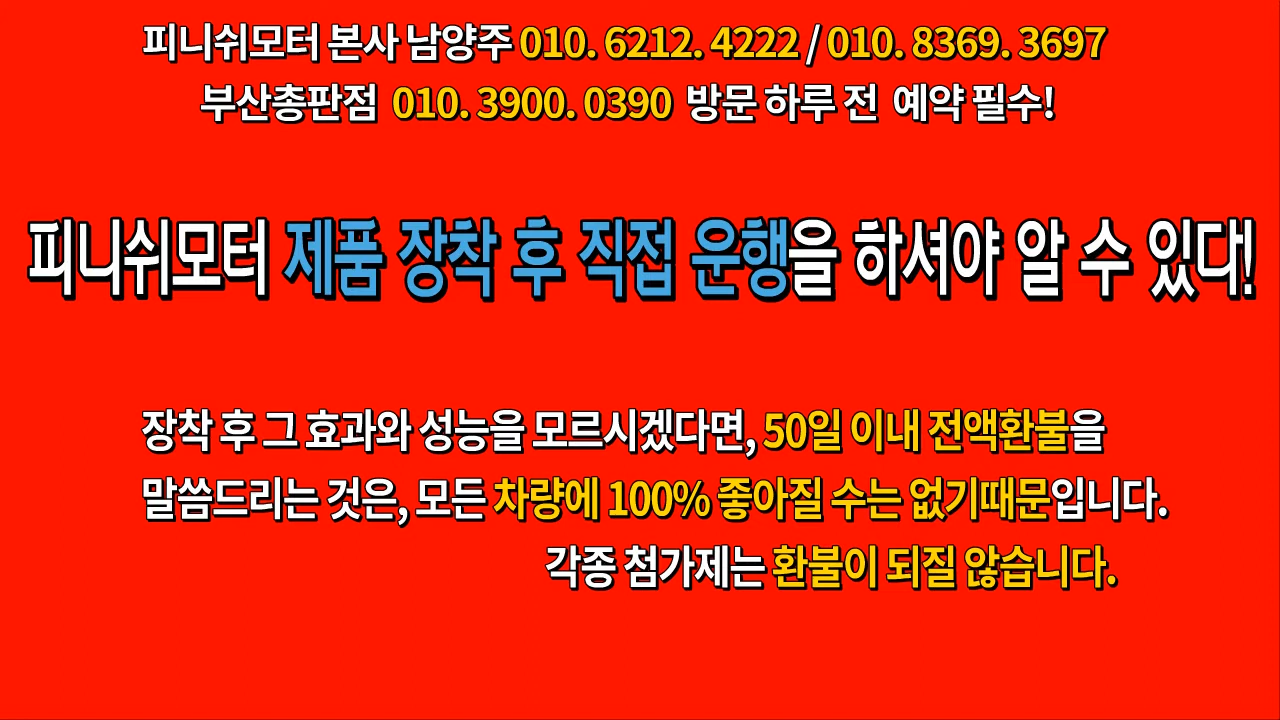 피니쉬모터 본사 남양주 010. 6212. 4222 / 010. 8369. 3697
부산총판점 010. 3900. 0390 방문 하루 전 예약 필수!
피니쉬모터 제품 장착 후 직접 운행을 하셔야 알 수 있다!
장착 후 그 효과와 성능을 모르시겠다면, 50일 이내 전액환불을
말씀드리는 것은, 모든 차량에 100% 좋아질 수는 없기때문입니다.
각종 첨가제는 환불이 되질 않습니다.